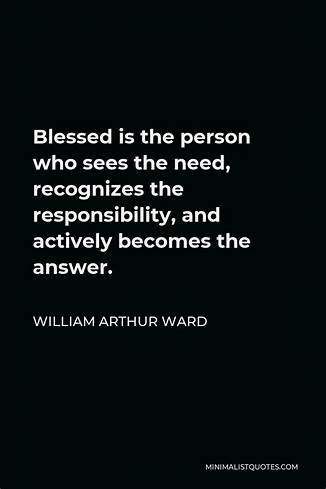 Blessed is the person
who sees the need,
recognizes the
responsibility, and
actively becomes the
answer.
WILLIAM ARTHUR WARD
MINIMALISTQUOTES.COM